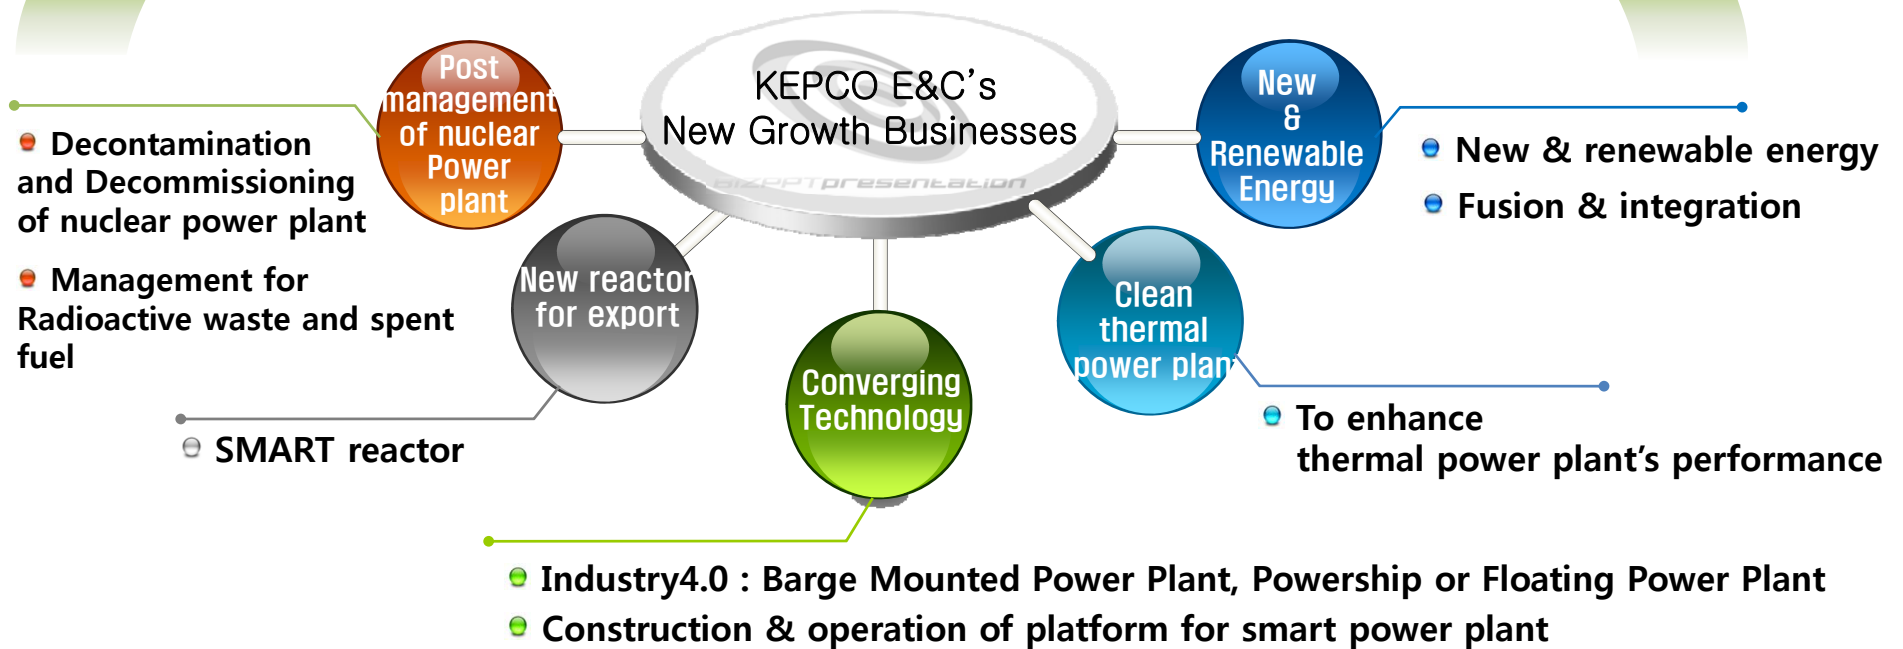 KEPCO E&C's
New Growth Businesses
BIZPPTpresentation
Post
management
of nuclear
Power
plant
Decontamination
and Decommissioning
of nuclear power plant
Management for
Radioactive waste and spent
fuel
New reactor
for export
SMART reactor
Converging
Technology
Industry4.0 : Barge Mounted Power Plant, Powership or Floating Power Plant
Construction & operation of platform for smart power plant
Clean
thermal
power plant
To enhance
thermal power plant's performance
New
&
Renewable
Energy
New & renewable energy
Fusion & integration